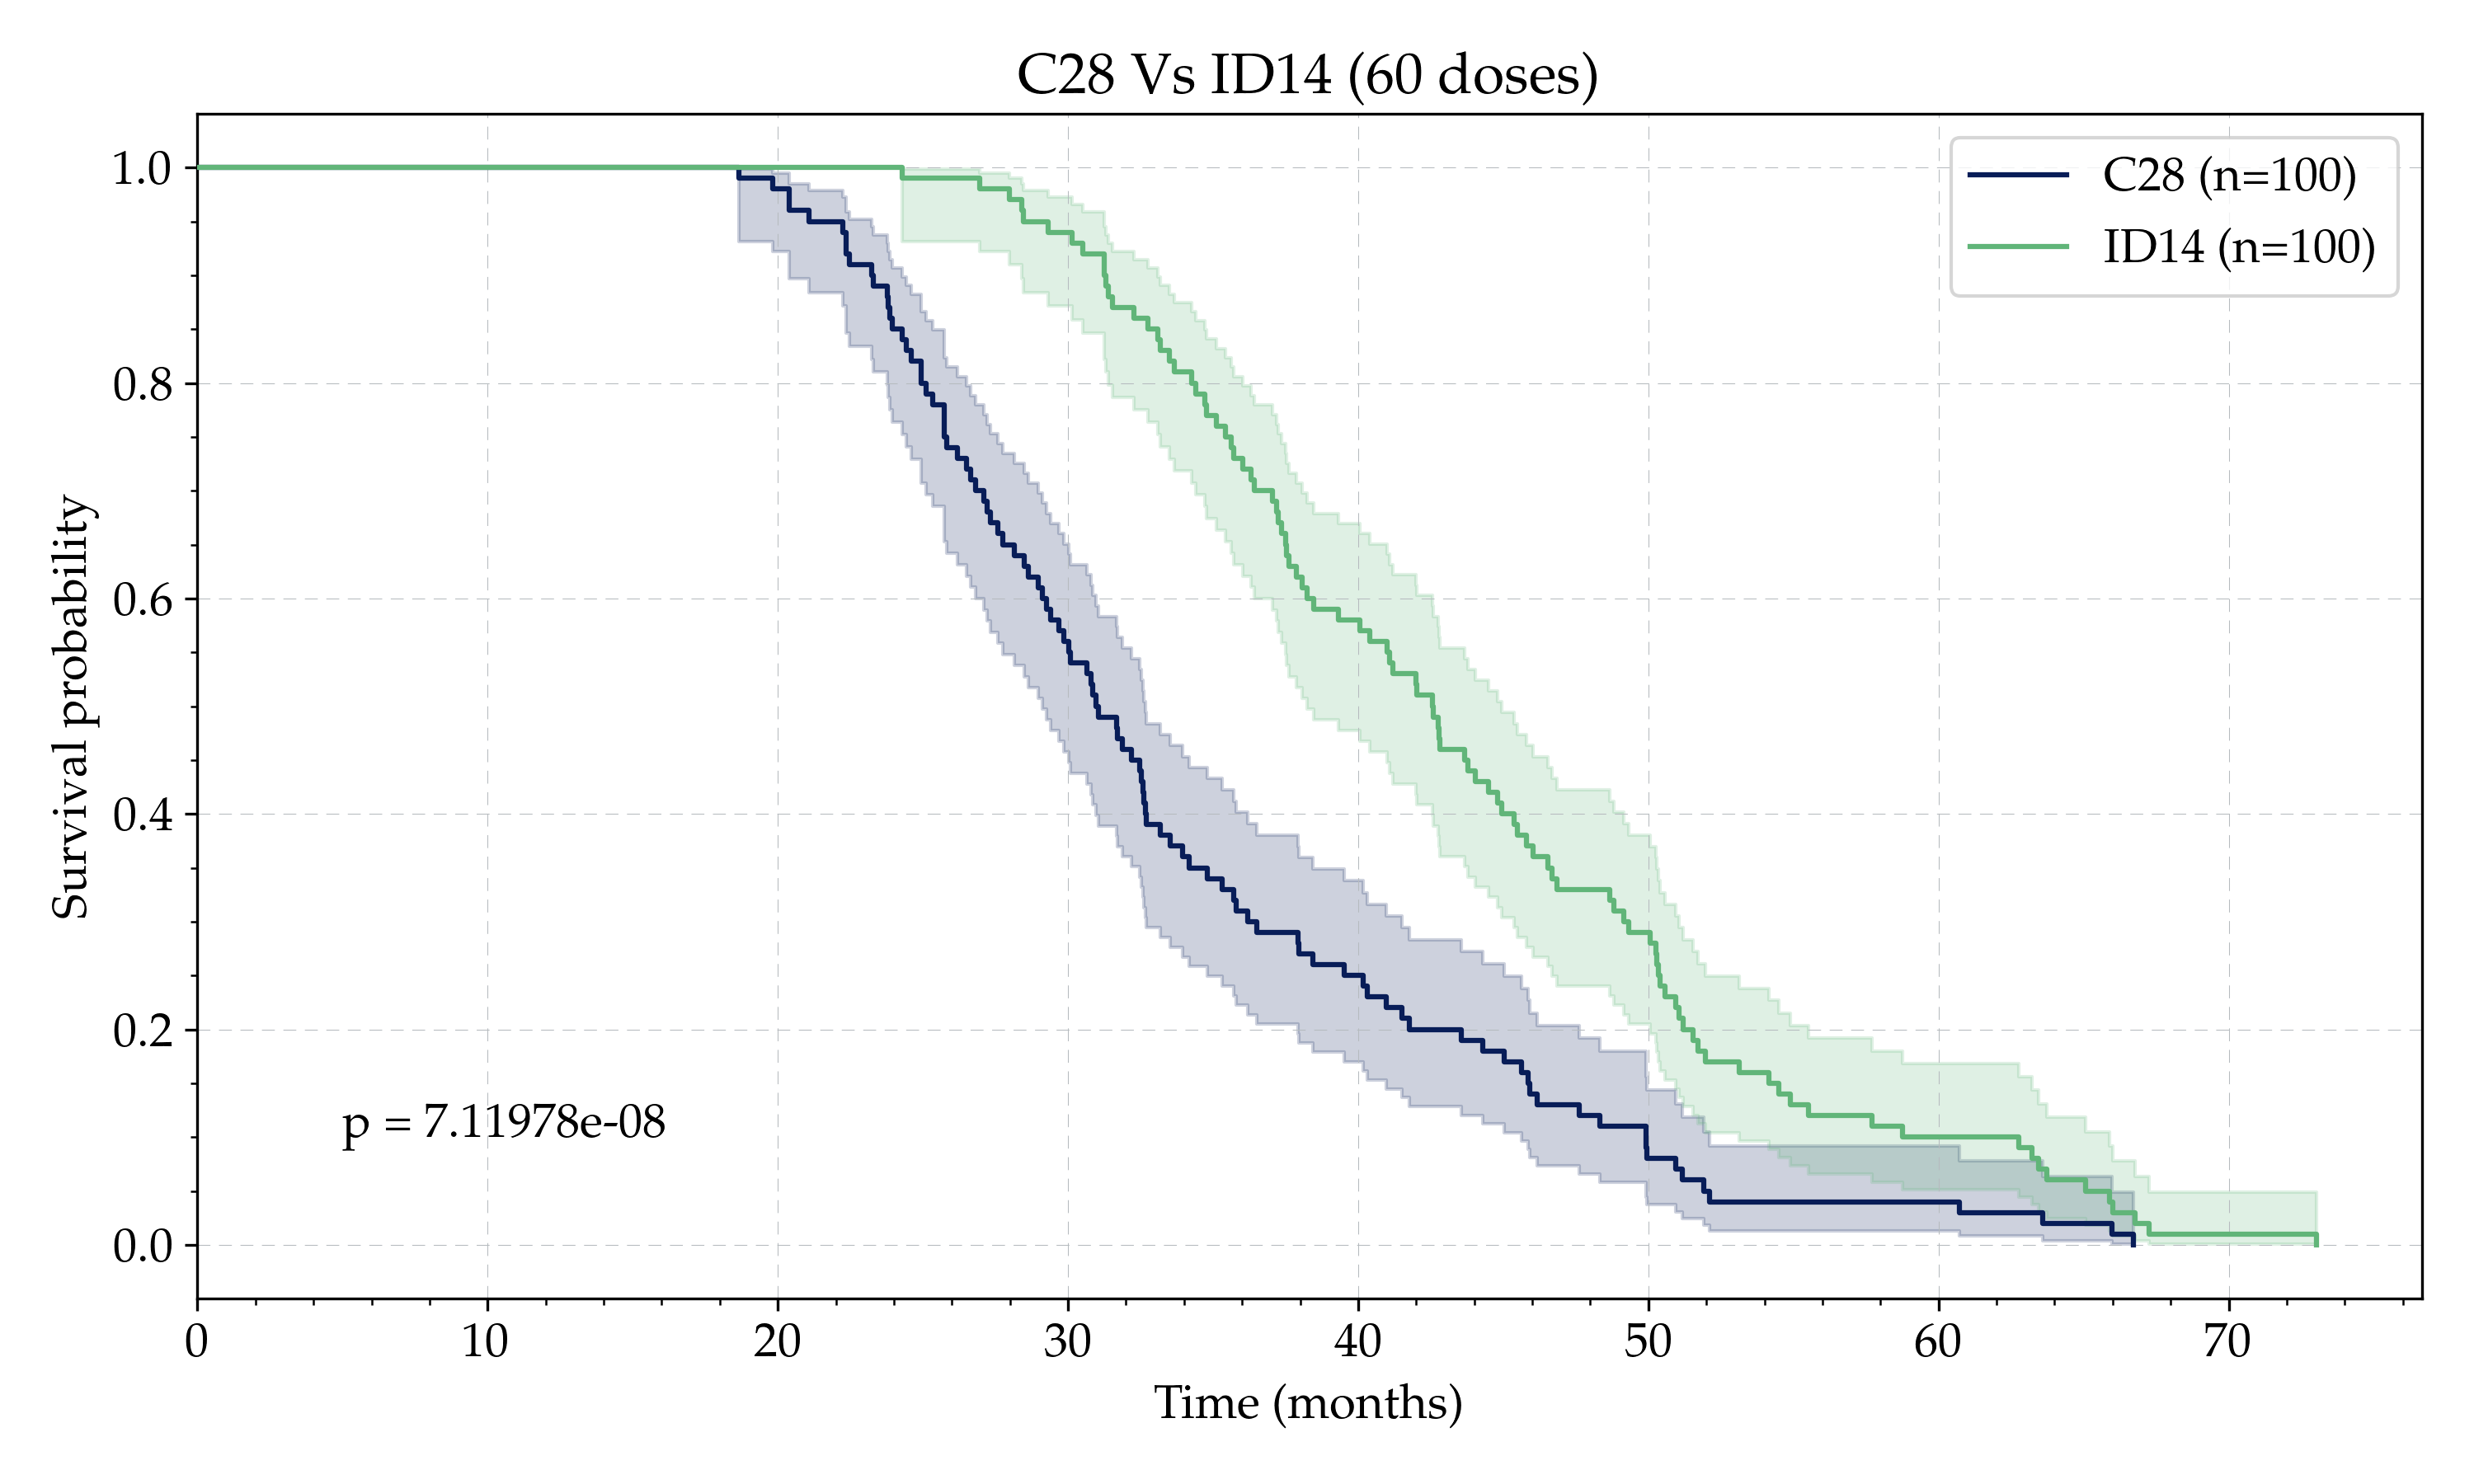 C28 Vs ID14 (60 doses)
C28 (n=100)
ID14 (n=100)
Survival probability
1.0
0.8
0.6
0.4
0.2
0.0
p = 7.11978e-08
0 10 20 30 40 50 60 70
Time (months)